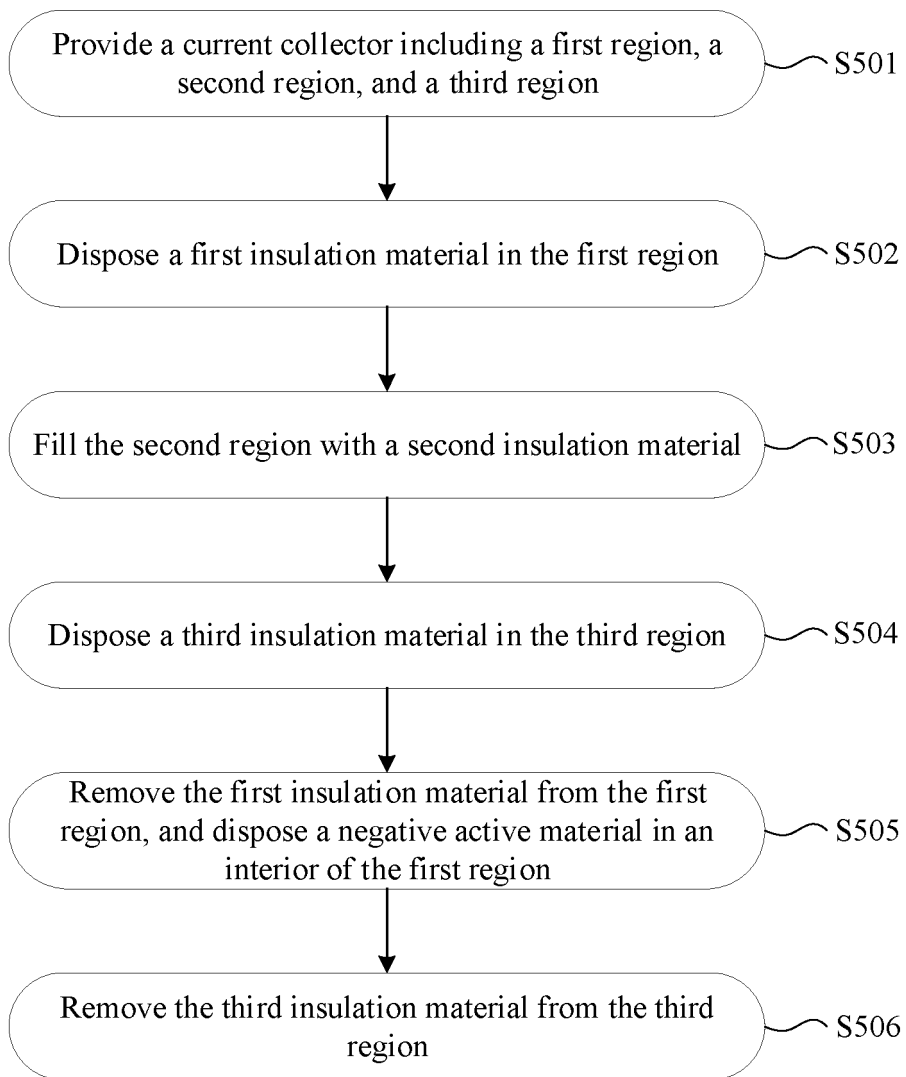 Provide a current collector including a first region, a
second region, and a third region
S501
Dispose a first insulation material in the first region
S502
Fill the second region with a second insulation material
S503
Dispose a third insulation material in the third region
S504
Remove the first insulation material from the first
region, and dispose a negative active material in an
interior of the first region
S505
Remove the third insulation material from the third
region
S506